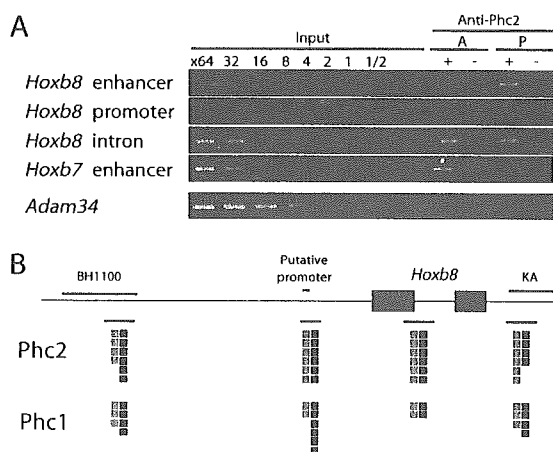 A
Anti-Phc2
Input
A
P
x64 32 16 8 4 2 1 1/2
+ - + -
Hoxb8 enhancer
Hoxb8 promoter
Hoxb8 intron
Hoxb7 enhancer
Adam34
B
BH1100
Putative promoter
Hoxb8
KA
Phc2
Phc1